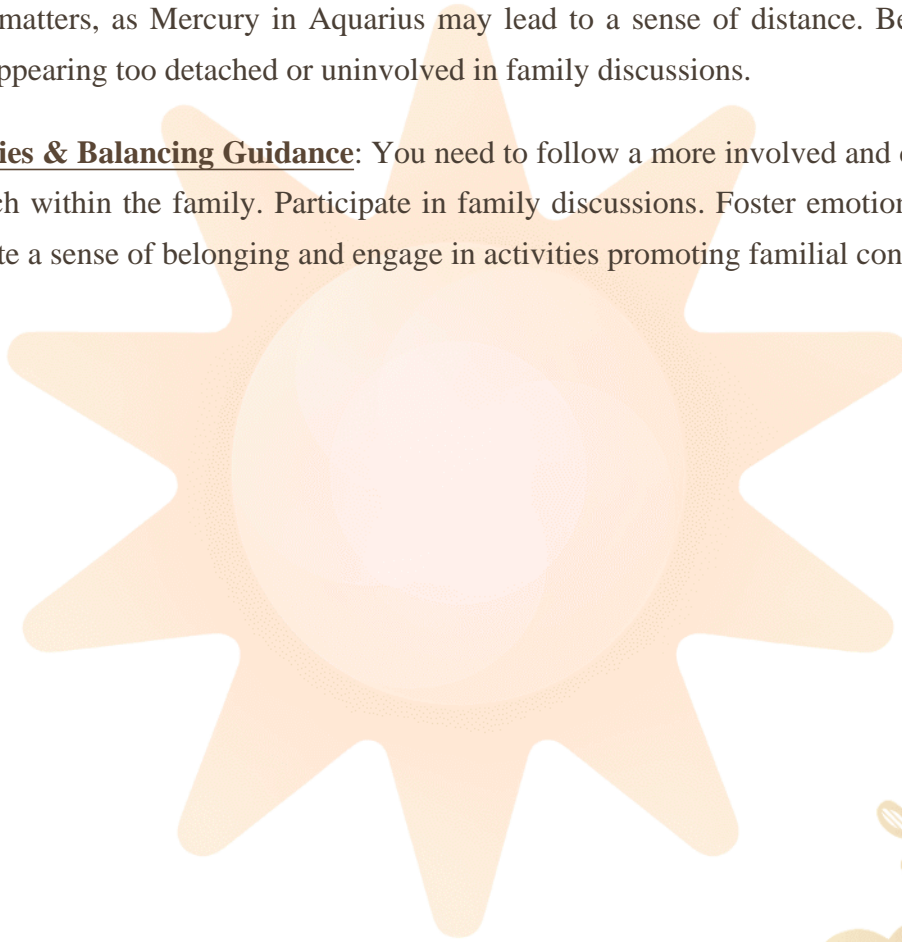 matters, as Mercury in Aquarius may lead to a sense of distance. Be
ppearing too detached or uninvolved in family discussions.
ies & Balancing Guidance: You need to follow a more involved and
ch within the family. Participate in family discussions. Foster emotion
te a sense of belonging and engage in activities promoting familial con